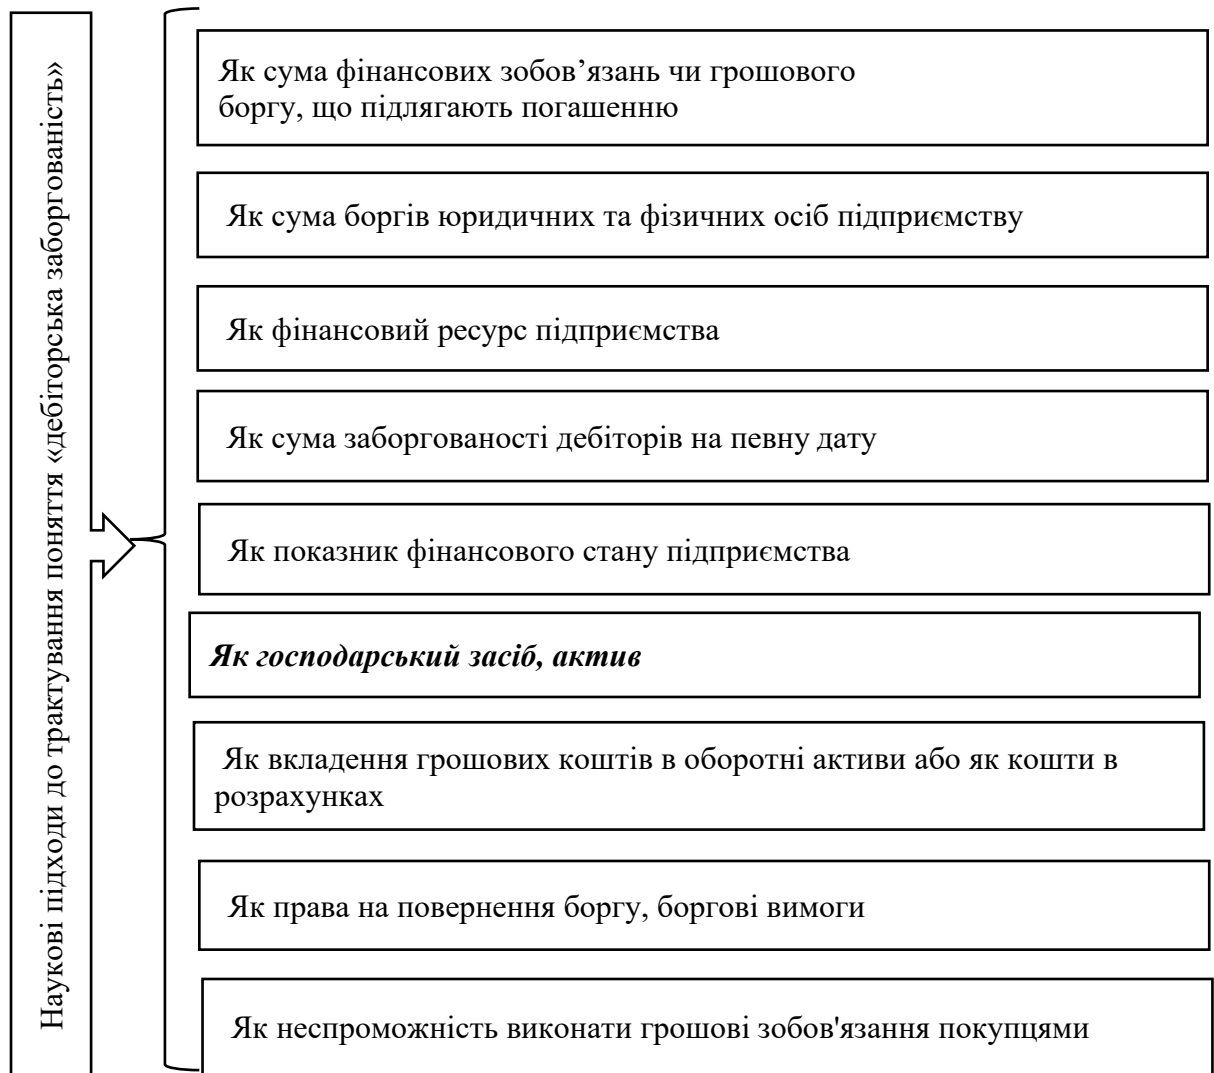 Наукові підходи до трактування поняття «дебіторська заборгованість»
Як сума фінансових зобов’язань чи грошового
боргу, що підлягають погашенню
Як сума боргів юридичних та фізичних осіб підприємству
Як фінансовий ресурс підприємства
Як сума заборгованості дебіторів на певну дату
Як показник фінансового стану підприємства
Як господарський засіб, актив
Як вкладення грошових коштів в оборотні активи або як кошти в
розрахунках
Як права на повернення боргу, боргові вимоги
Як неспроможність виконати грошові зобов'язання покупцями